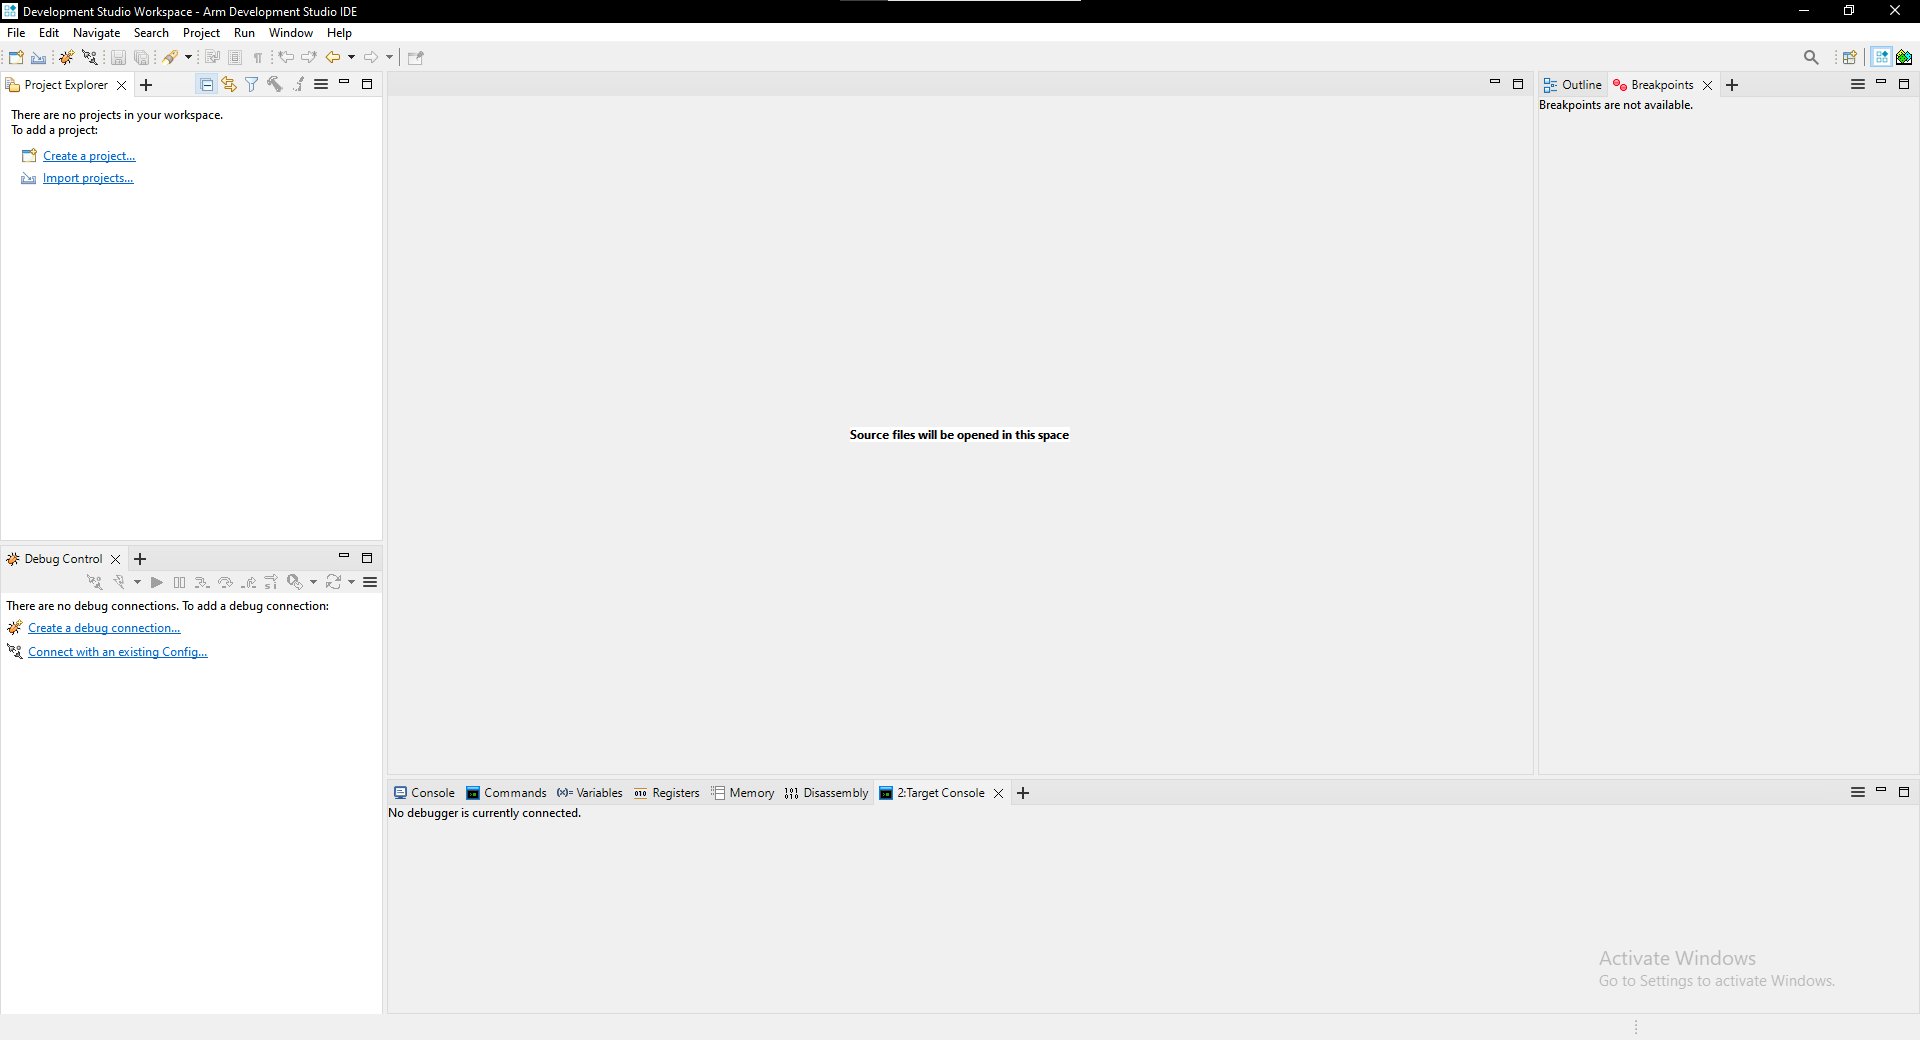 Development Studio Workspace - Arm Development Studio IDE
File Edit Navigate Search Project Run Window Help
Project Explorer
There are no projects in your workspace.
To add a project:
Create a project...
Import projects...
Source files will be opened in this space
Outline Breakpoints
Breakpoints are not available.
Debug Control
There are no debug connections. To add a debug connection:
Create a debug connection...
Connect with an existing Config...
Console Commands (x)= Variables Registers Memory Disassembly 2:Target Console
No debugger is currently connected.
Activate Windows
Go to Settings to activate Windows.